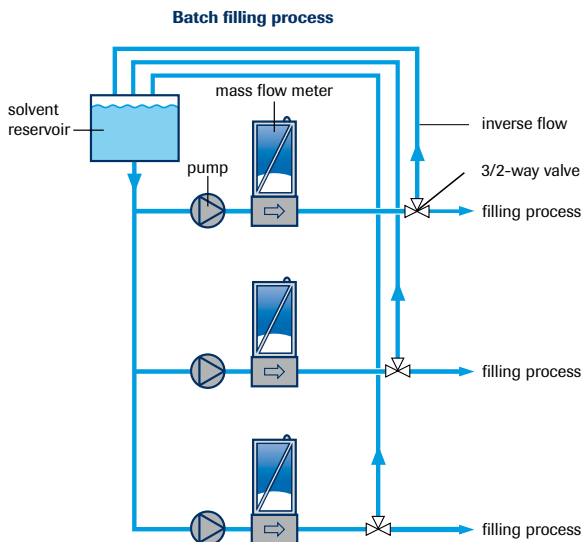 Batch filling process
mass flow meter
solvent
reservoir
inverse flow
pump
3/2-way valve
filling process
filling process
filling process